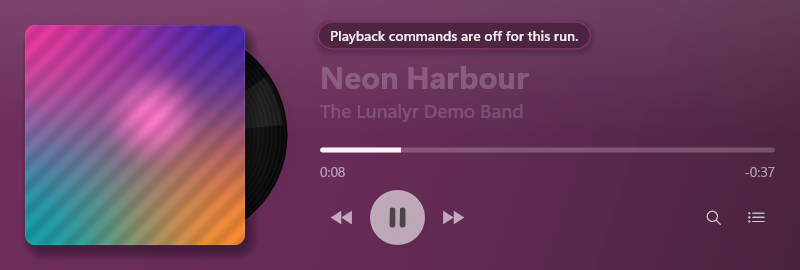 Playback commands are off for this run.
Neon Harbour
The Lunalyr Demo Band
0:08
-0:37